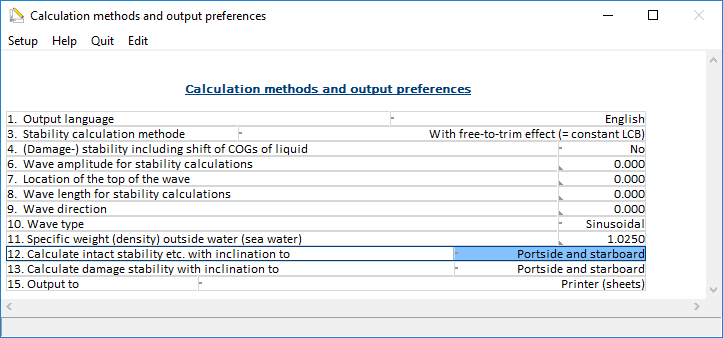 Calculation methods and output preferences
Setup Help Quit Edit
Calculation methods and output preferences
1. Output language English
3. Stability calculation methode With free-to-trim effect (= constant LCB)
4. (Damage-) stability including shift of COGs of liquid No
6. Wave amplitude for stability calculations 0.000
7. Location of the top of the wave 0.000
8. Wave length for stability calculations 0.000
9. Wave direction 0.000
10. Wave type Sinusoidal
11. Specific weight (density) outside water (sea water) 1.0250
12. Calculate intact stability etc. with inclination to Portside and starboard
13. Calculate damage stability with inclination to Portside and starboard
15. Output to Printer (sheets)